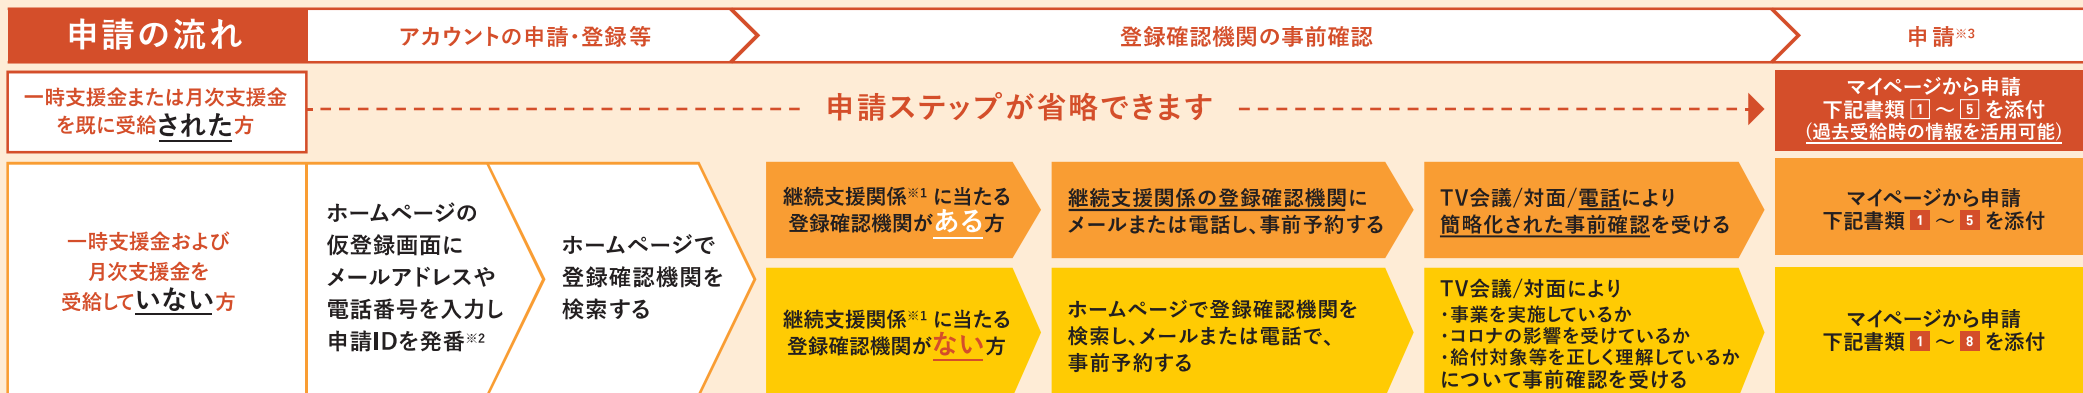 申請の流れ
アカウントの申請・登録等
登録確認機関の事前確認
申請※3
一時支援金または月次支援金
を既に受給された方
申請ステップが省略できます
マイページから申請
下記書類 1 ～ 5 を添付
(過去受給時の情報を活用可能)
一時支援金および
月次支援金を
受給していない方
ホームページの
仮登録画面に
メールアドレスや
電話番号を入力し
申請IDを発番※2
ホームページで
登録確認機関を
検索する
継続支援関係※1 に当たる
登録確認機関がある方
継続支援関係の登録確認機関に
メールまたは電話し、事前予約する
TV会議/対面/電話により
簡略化された事前確認を受ける
マイページから申請
下記書類 1 ～ 5 を添付
継続支援関係※1 に当たる
登録確認機関がない方
ホームページで登録確認機関を
検索し、メールまたは電話で、
事前予約する
TV会議/対面により
・事業を実施しているか
・コロナの影響を受けているか
・給付対象等を正しく理解しているか
について事前確認を受ける
マイページから申請
下記書類 1 ～ 8 を添付